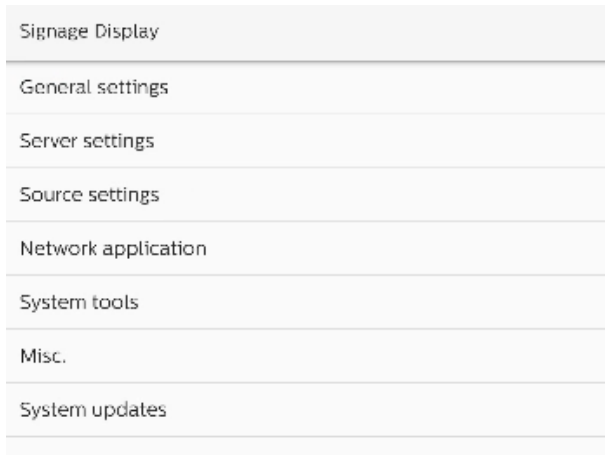 Signage Display
General settings
Server settings
Source settings
Network application
System tools
Misc.
System updates